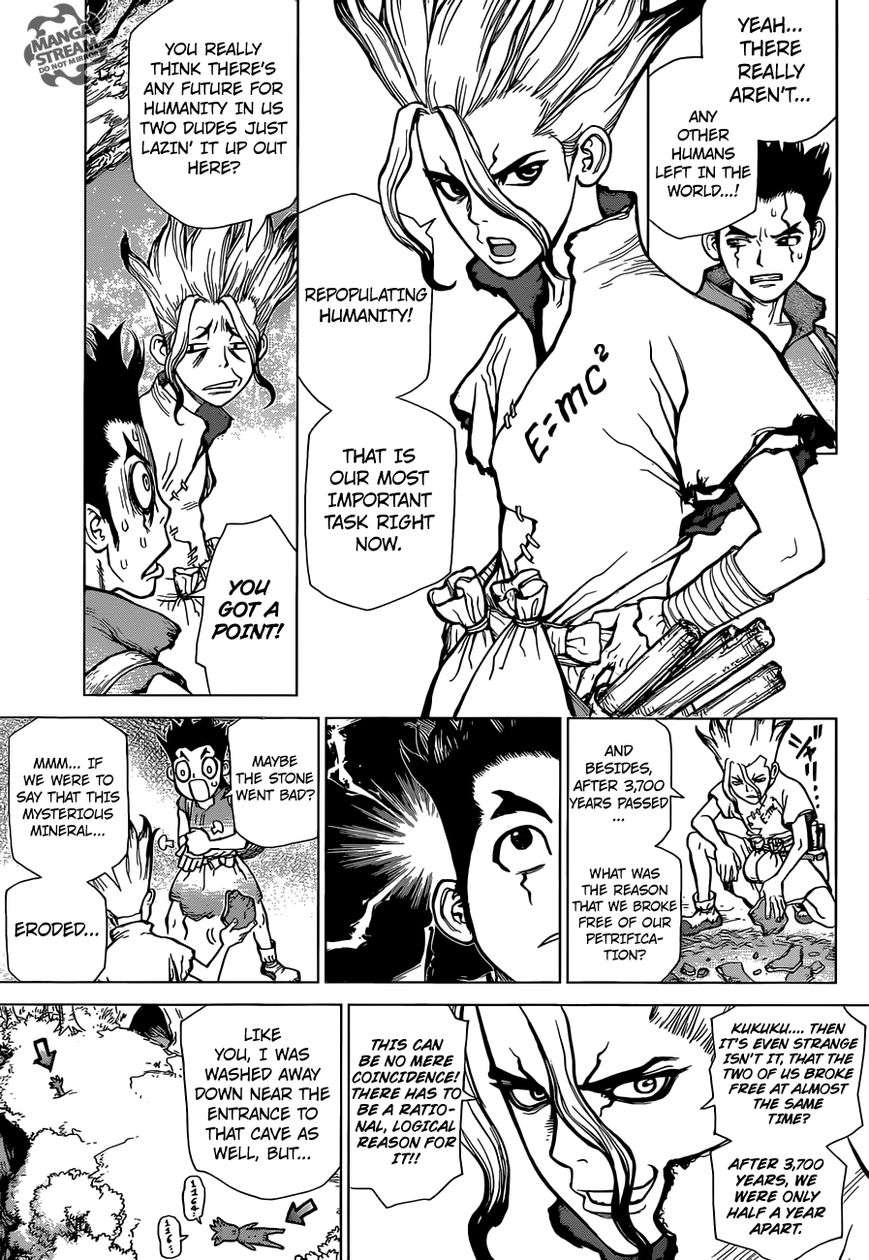 MANGA
STREAM
DO NOT MIRROR
YEAH...
THERE
REALLY
AREN'T...
ANY
OTHER
HUMANS
LEFT IN THE
WORLD...!
REPOPULATING
HUMANITY!
E=mc²
THAT IS
OUR MOST
IMPORTANT
TASK RIGHT
NOW.
YOU REALLY
THINK THERE'S
ANY FUTURE FOR
HUMANITY IN US
TWO DUDES JUST
LAZIN' IT UP OUT
HERE?
YOU
GOT A
POINT!
AND
BESIDES,
AFTER 3,700
YEARS PASSED
...
WHAT WAS
THE REASON
THAT WE BROKE
FREE OF OUR
PETRIFICA-
TION?
MAYBE
THE STONE
WENT BAD?
MMM... IF
WE WERE TO
SAY THAT THIS
MYSTERIOUS
MINERAL...
ERODED...
KUKUKU.... THEN
IT'S EVEN STRANGE
ISN'T IT, THAT THE
TWO OF US BROKE
FREE AT ALMOST
THE SAME
TIME?
AFTER 3,700
YEARS, WE
WERE ONLY
HALF A YEAR
APART.
THIS CAN
BE NO MERE
COINCIDENCE!
THERE HAS TO
BE A RATIO-
NAL, LOGICAL
REASON FOR
IT!!
LIKE
YOU, I WAS
WASHED AWAY
DOWN NEAR THE
ENTRANCE TO
THAT CAVE AS
WELL, BUT...